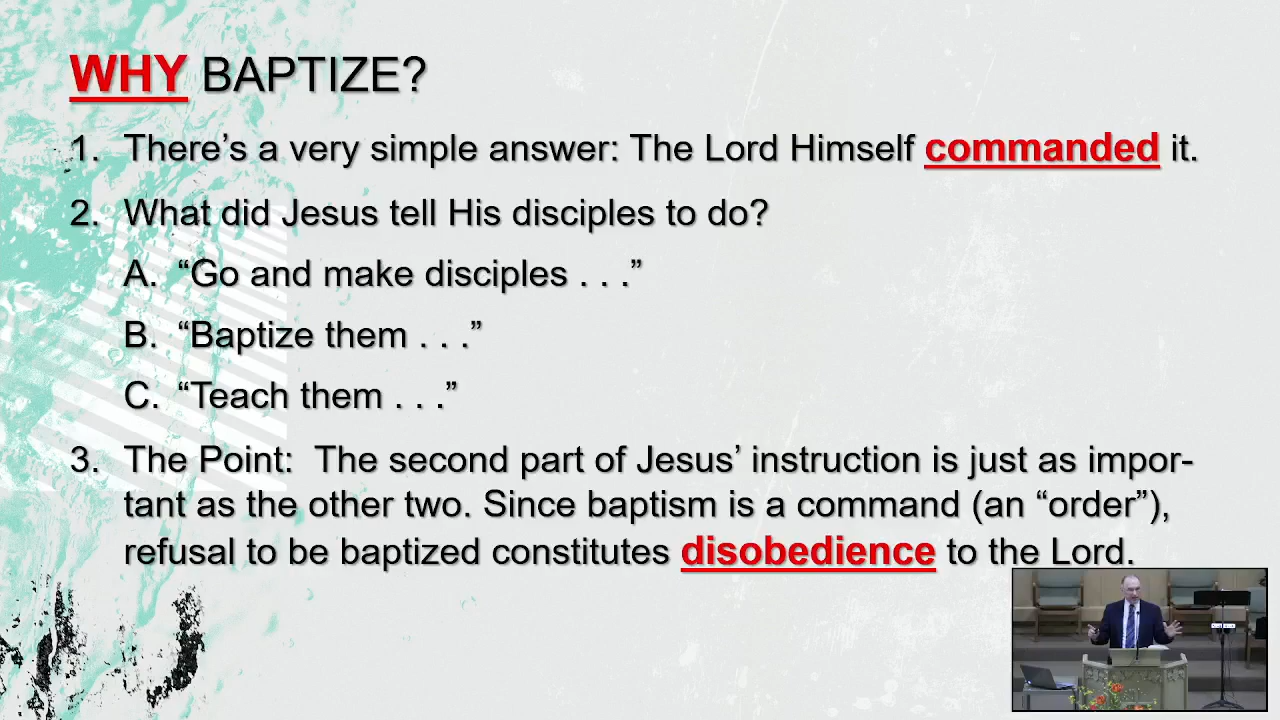 WHY BAPTIZE?
1. There’s a very simple answer: The Lord Himself commanded it.
2. What did Jesus tell His disciples to do?
A. “Go and make disciples . . .”
B. “Baptize them . . .”
C. “Teach them . . .”
3. The Point:  The second part of Jesus’ instruction is just as impor-
tant as the other two. Since baptism is a command (an “order”),
refusal to be baptized constitutes disobedience to the Lord.